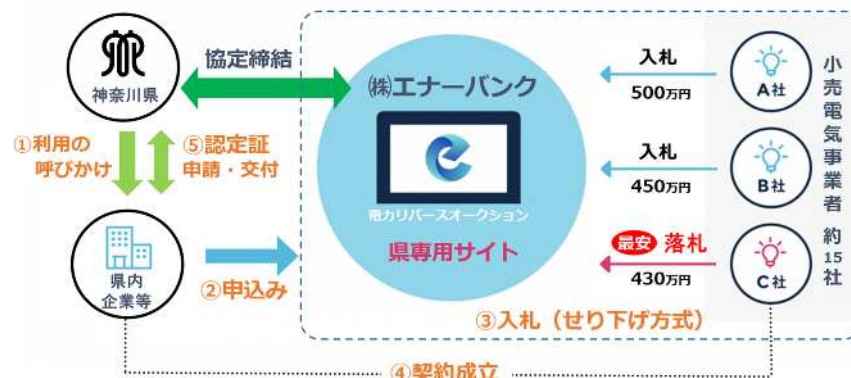 神奈川県
協定締結
㈱エナーバンク
電力リバースオークション
県専用サイト
①利用の
呼びかけ
⑤認定証
申請・交付
県内
企業等
②申込み
入札
500万円
A社
入札
450万円
B社
最安 落札
430万円
C社
小売電気事業者 約15社
③入札（せり下げ方式）
④契約成立